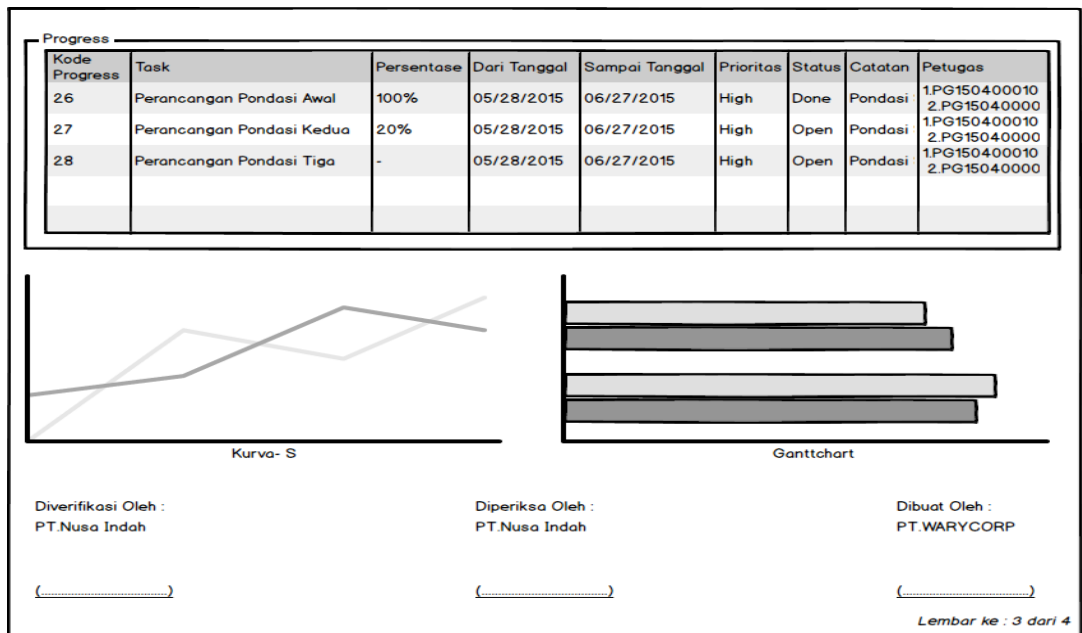 Progress
Kode Progress Task Persentase Dari Tanggal Sampai Tanggal Prioritas Status Catatan Petugas
26 Perancangan Pondasi Awal 100% 05/28/2015 06/27/2015 High Done Pondasi 1.PG150400010
2.PG15040000
27 Perancangan Pondasi Kedua 20% 05/28/2015 06/27/2015 High Open Pondasi 1.PG150400010
2.PG15040000
28 Perancangan Pondasi Tiga - 05/28/2015 06/27/2015 High Open Pondasi 1.PG150400010
2.PG15040000
Kurva- S
Ganttchart
Diverifikasi Oleh : Diperiksa Oleh : Dibuat Oleh :
PT.Nusa Indah PT.Nusa Indah PT.WARYCORP
(......................................) (......................................) (......................................)
Lembar ke : 3 dari 4